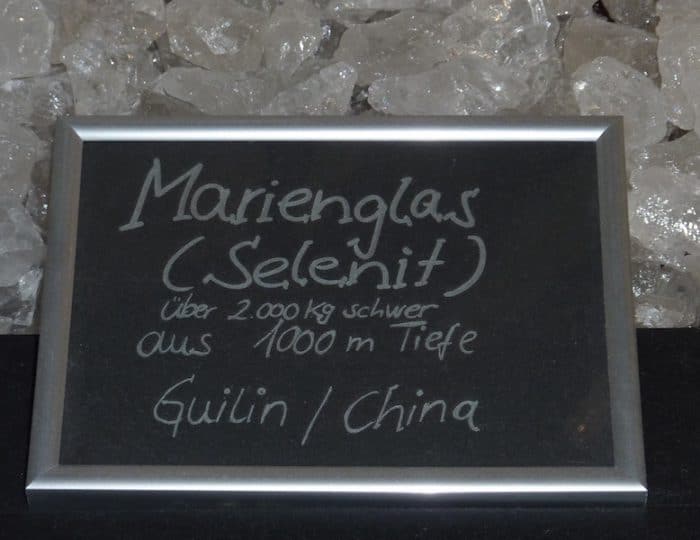 Marienglas
(Selenit)
über 2.000 kg schwer
aus 1000 m Tiefe
Guilin / China